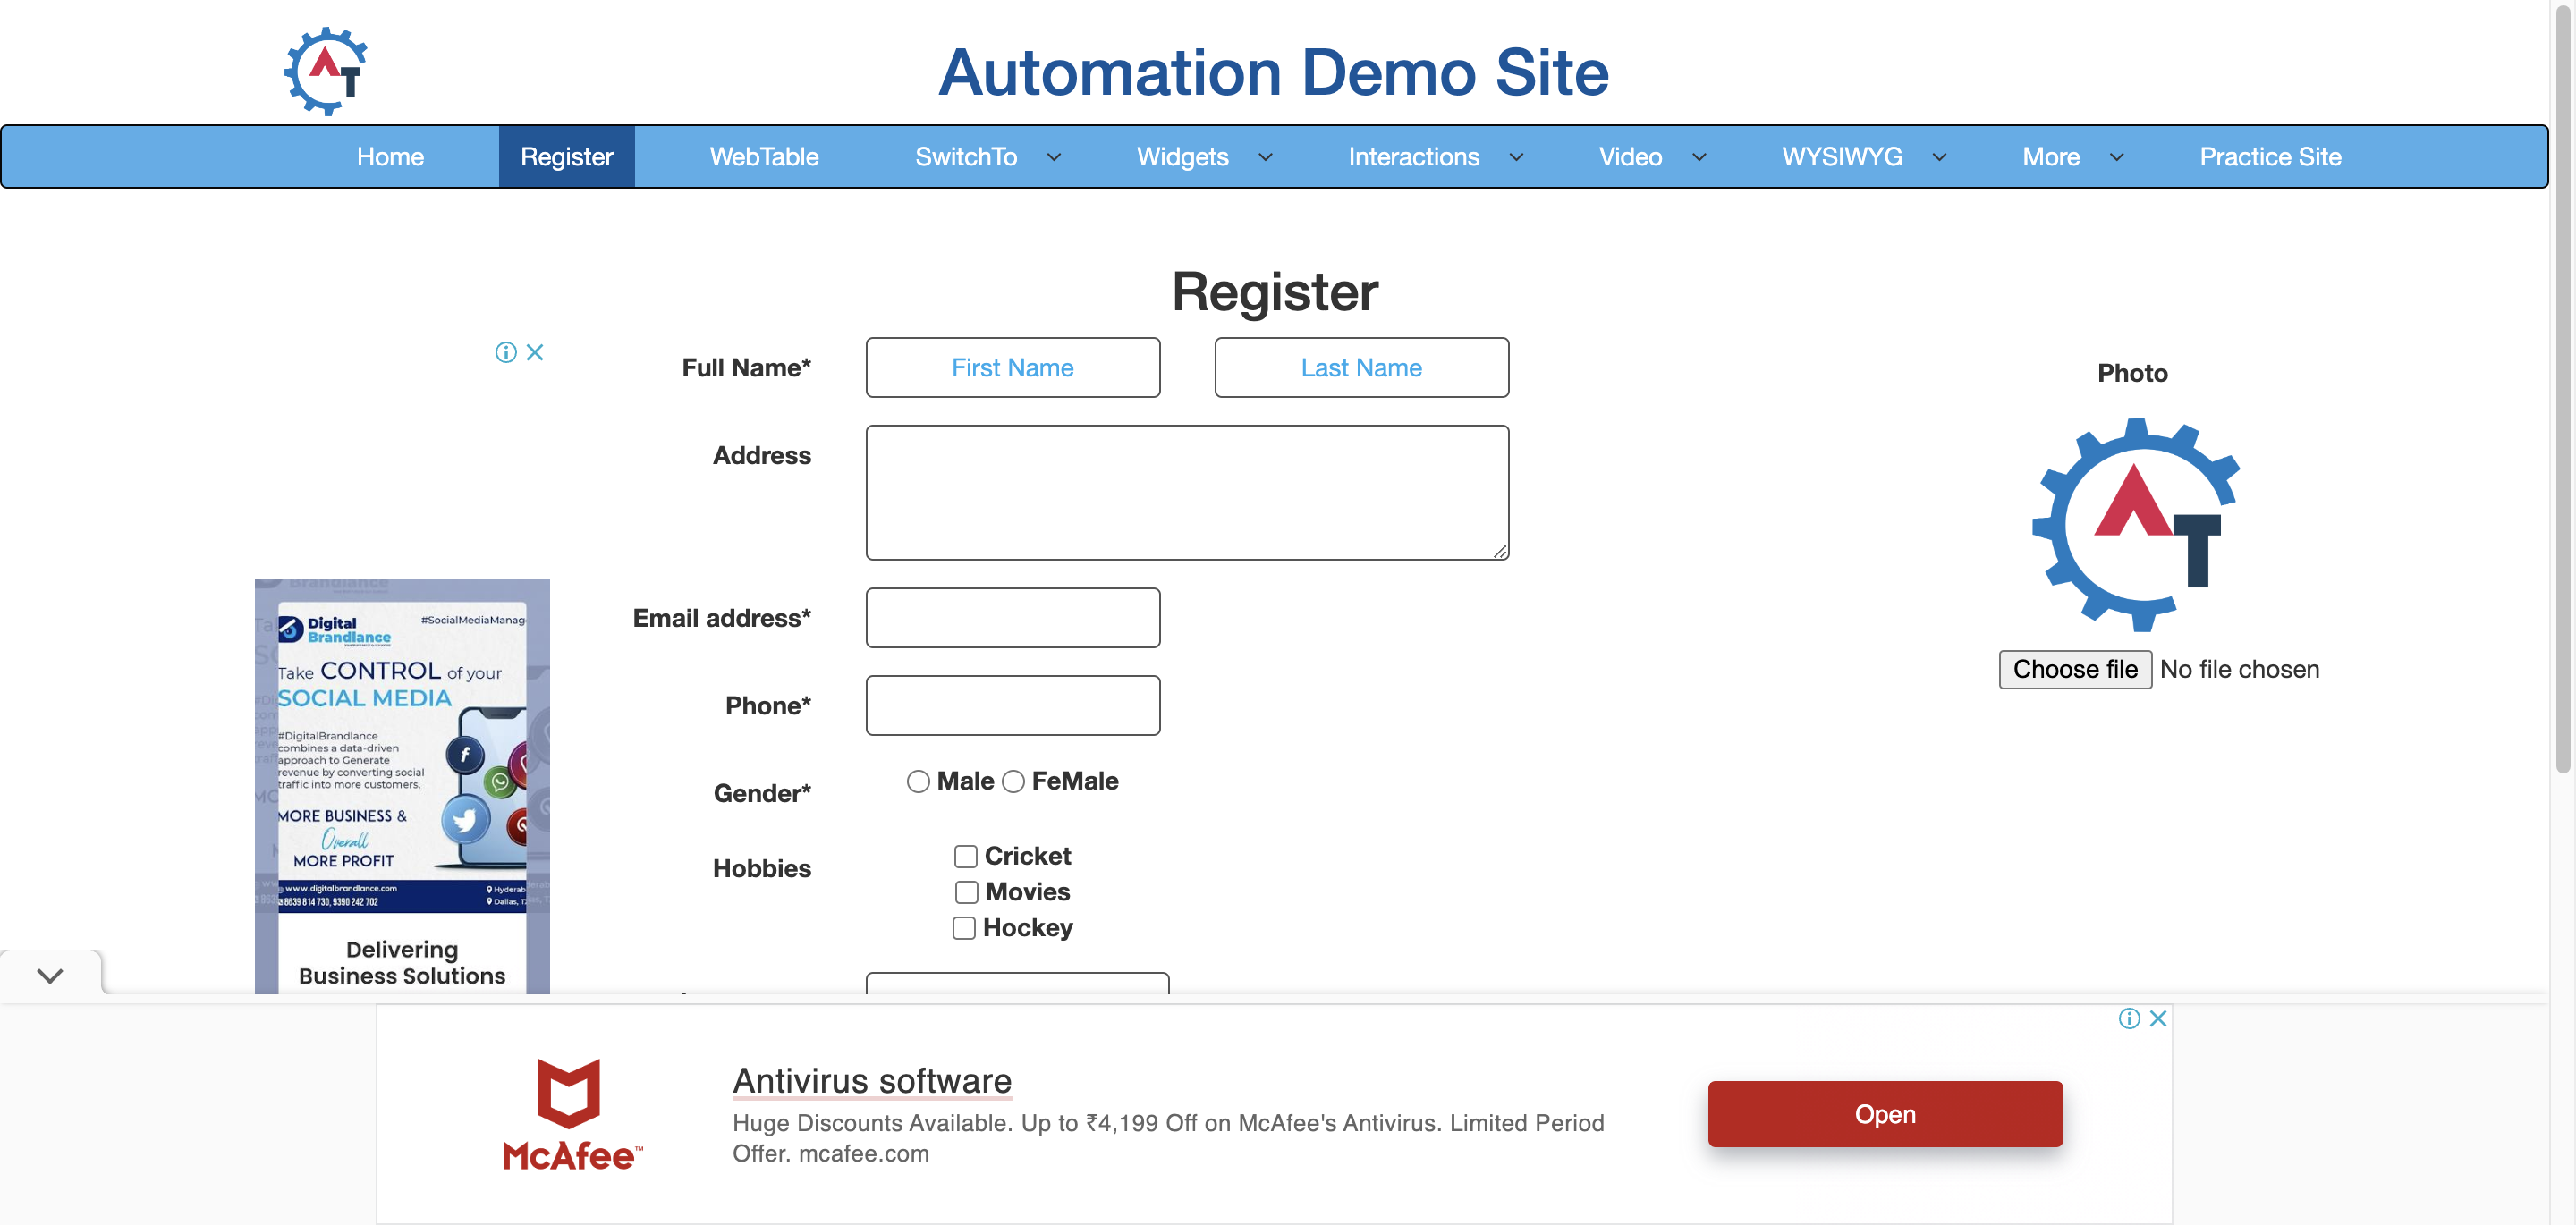 Automation Demo Site
Home Register WebTable SwitchTo Widgets Interactions Video WYSIWYG More Practice Site
Register
Full Name* First Name Last Name
Photo
Address
Email address*
Choose file No file chosen
Phone*
Gender* Male FeMale
Hobbies Cricket
Movies
Hockey
Brandlance
Digital
Brandlance
#SocialMediaManag
Take CONTROL of your
SOCIAL MEDIA
#DigitalBrandlance
combines a data-driven
approach to Generate
revenue by converting social
traffic into more customers,
MORE BUSINESS &
Overall
MORE PROFIT
www.digitalbrandlance.com Hyderab
8639 814 730, 9390 242 702 Dallas, T
Delivering
Business Solutions
McAfee™
Antivirus software
Huge Discounts Available. Up to ₹4,199 Off on McAfee's Antivirus. Limited Period
Offer. mcafee.com
Open